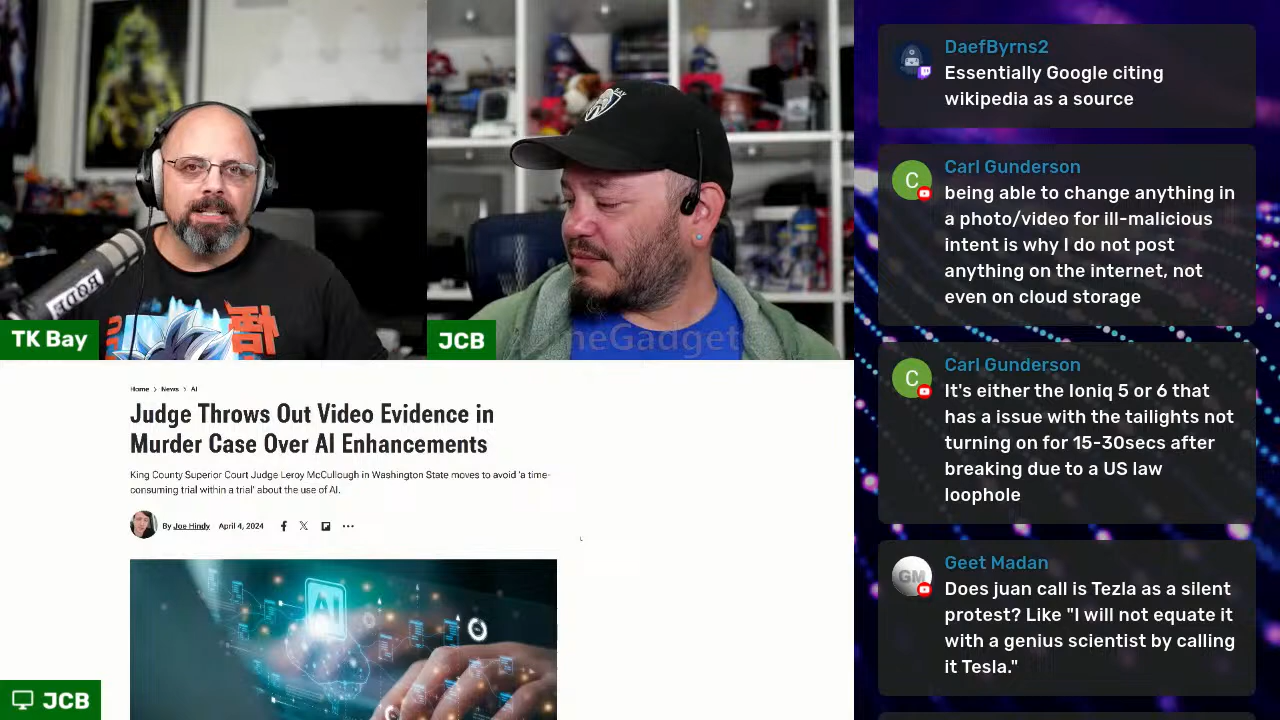 RODE
TK Bay
JCB
Home > News > AI
Judge Throws Out Video Evidence in
Murder Case Over AI Enhancements
King County Superior Court Judge Leroy McCullough in Washington State moves to avoid 'a time-
consuming trial within a trial' about the use of AI.
By Joe Hindy April 4, 2024
AI
JCB
DaefByrns2
Essentially Google citing
wikipedia as a source
C
Carl Gunderson
being able to change anything in
a photo/video for ill-malicious
intent is why I do not post
anything on the internet, not
even on cloud storage
C
Carl Gunderson
It's either the Ioniq 5 or 6 that
has a issue with the tailights not
turning on for 15-30secs after
breaking due to a US law
loophole
GM
Geet Madan
Does juan call is Tezla as a silent
protest? Like "I will not equate it
with a genius scientist by calling
it Tesla."